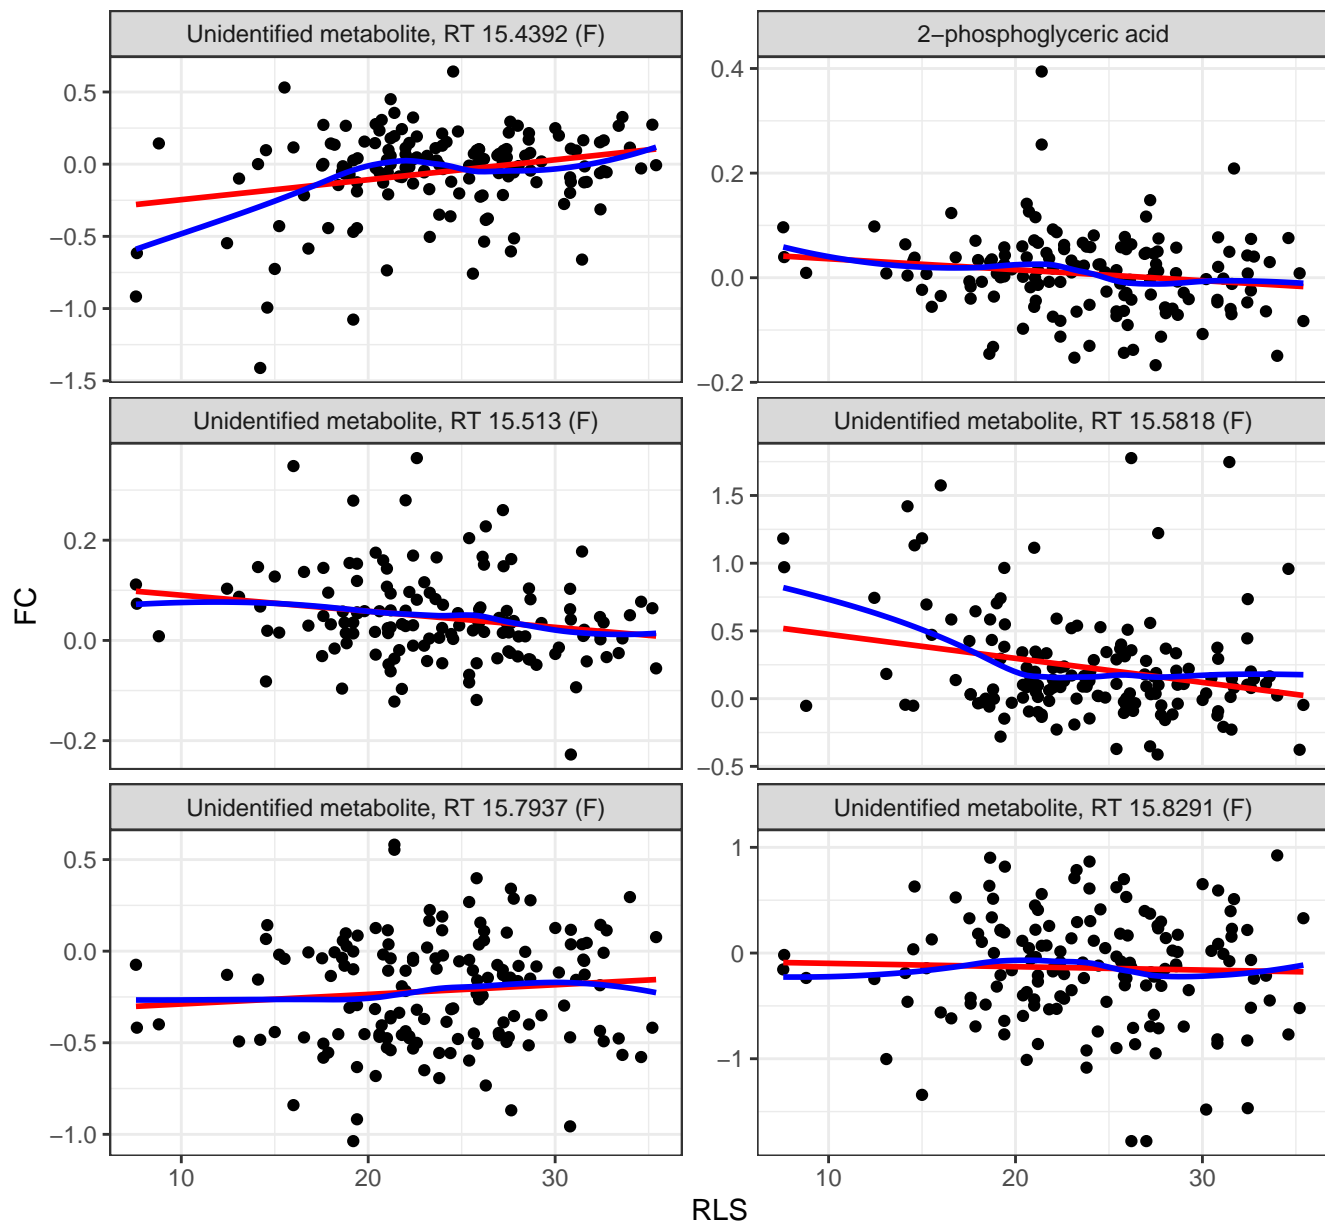 Unidentified metabolite, RT 15.4392 (F)
2−phosphoglyceric acid
0.5
0.0
−0.5
−1.0
−1.5
0.4
0.2
0.0
−0.2
Unidentified metabolite, RT 15.513 (F)
Unidentified metabolite, RT 15.5818 (F)
0.2
0.0
−0.2
1.5
1.0
0.5
0.0
−0.5
FC
Unidentified metabolite, RT 15.7937 (F)
Unidentified metabolite, RT 15.8291 (F)
0.5
0.0
−0.5
−1.0
1
0
−1
10 20 30
10 20 30
RLS